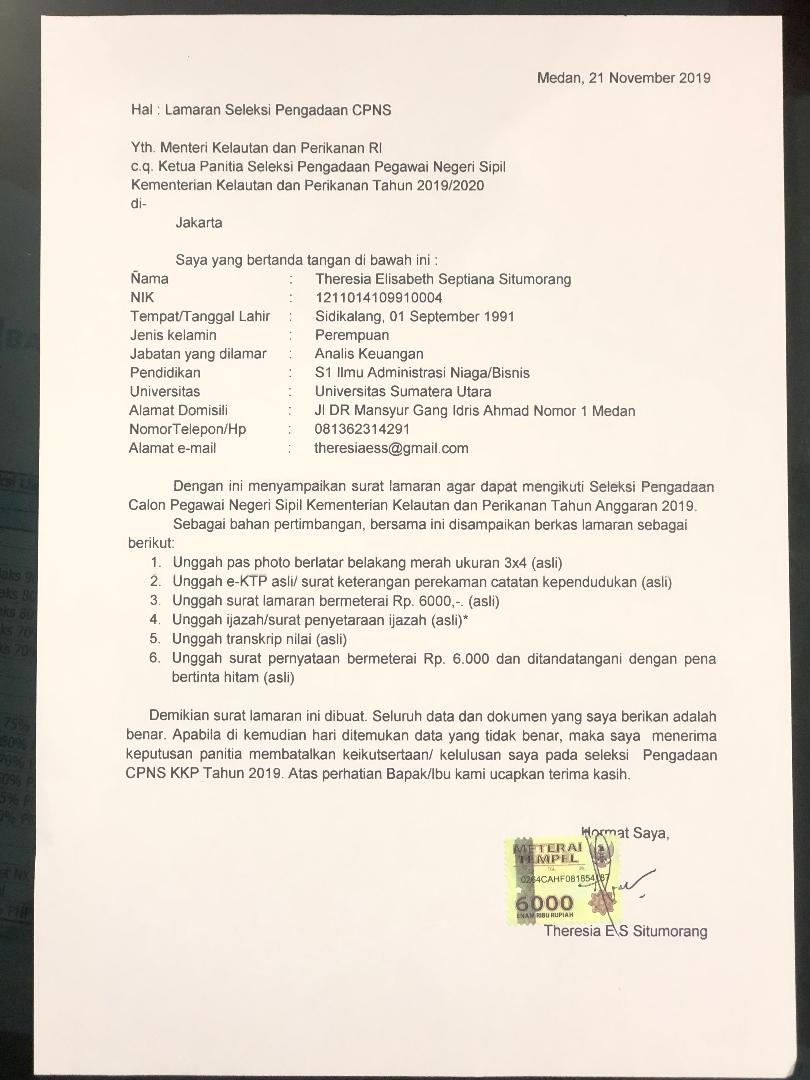 Medan, 21 November 2019
Hal : Lamaran Seleksi Pengadaan CPNS
Yth. Menteri Kelautan dan Perikanan RI
c.q. Ketua Panitia Seleksi Pengadaan Pegawai Negeri Sipil
Kementerian Kelautan dan Perikanan Tahun 2019/2020
di-
Jakarta
Saya yang bertanda tangan di bawah ini :
Ñama : Theresia Elisabeth Septiana Situmorang
NIK : 1211014109910004
Tempat/Tanggal Lahir : Sidikalang, 01 September 1991
Jenis kelamin : Perempuan
Jabatan yang dilamar : Analis Keuangan
Pendidikan : S1 Ilmu Administrasi Niaga/Bisnis
Universitas : Universitas Sumatera Utara
Alamat Domisili : Jl DR Mansyur Gang Idris Ahmad Nomor 1 Medan
NomorTelepon/Hp : 081362314291
Alamat e-mail : theresiaess@gmail.com
Dengan ini menyampaikan surat lamaran agar dapat mengikuti Seleksi Pengadaan
Calon Pegawai Negeri Sipil Kementerian Kelautan dan Perikanan Tahun Anggaran 2019.
Sebagai bahan pertimbangan, bersama ini disampaikan berkas lamaran sebagai
berikut:
1. Unggah pas photo berlatar belakang merah ukuran 3x4 (asli)
2. Unggah e-KTP asli/ surat keterangan perekaman catatan kependudukan (asli)
3. Unggah surat lamaran bermeterai Rp. 6000,-. (asli)
4. Unggah ijazah/surat penyetaraan ijazah (asli)*
5. Unggah transkrip nilai (asli)
6. Unggah surat pernyataan bermeterai Rp. 6.000 dan ditandatangani dengan pena
bertinta hitam (asli)
Demikian surat lamaran ini dibuat. Seluruh data dan dokumen yang saya berikan adalah
benar. Apabila di kemudian hari ditemukan data yang tidak benar, maka saya menerima
keputusan panitia membatalkan keikutsertaan/ kelulusan saya pada seleksi Pengadaan
CPNS KKP Tahun 2019. Atas perhatian Bapak/Ibu kami ucapkan terima kasih.
Hormat Saya,
METERAI
TEMPEL
6000
ENAM RIBU RUPIAH
Theresia E S Situmorang